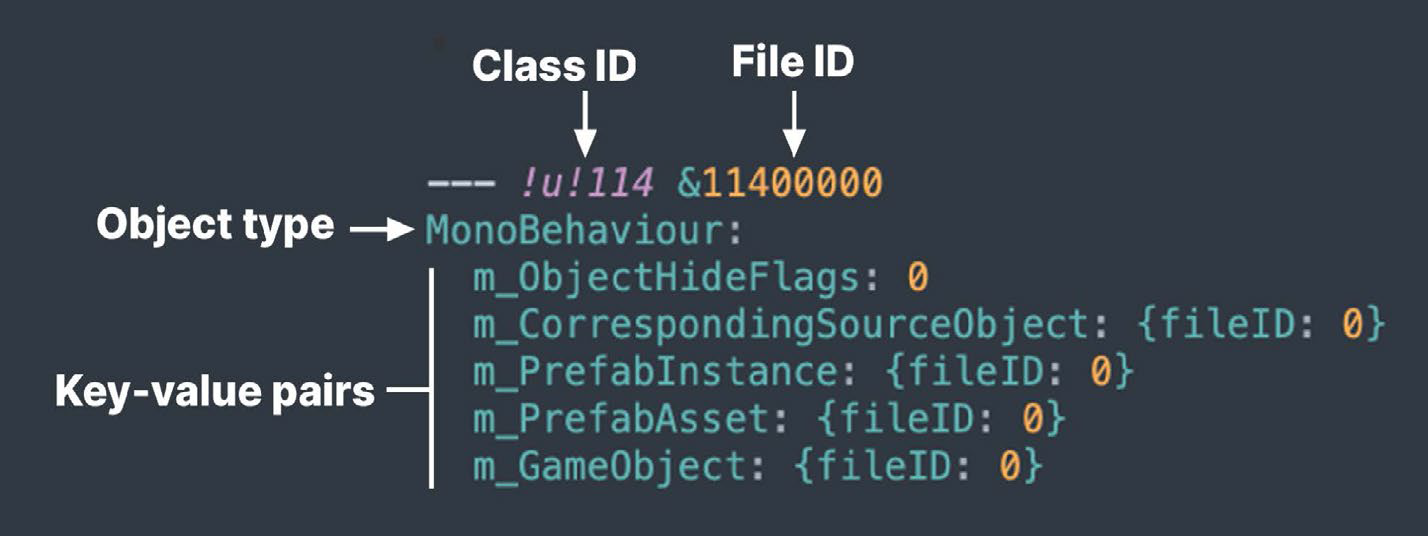 Class ID
File ID
--- !u!114 &11400000
Object type
MonoBehaviour:
m_ObjectHideFlags: 0
m_CorrespondingSourceObject: {fileID: 0}
m_PrefabInstance: {fileID: 0}
Key-value pairs
m_PrefabAsset: {fileID: 0}
m_GameObject: {fileID: 0}